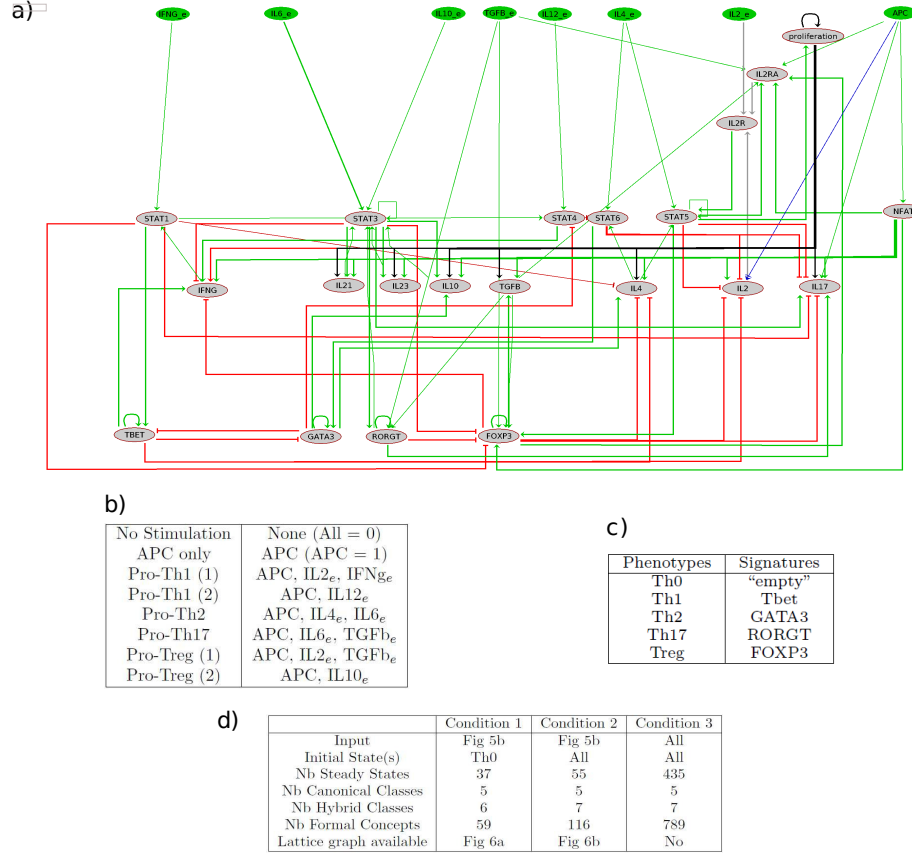 a)
IFNG_e IL6_e IL10_e TGFB_e IL12_e IL4_e IL2_e APC
proliferation
IL2RA
IL2R
STAT1 STAT3 STAT4 STAT6 STAT5 NFAT
IFNG IL21 IL23 IL10 TGFB IL4 IL2 IL17
TBET GATA3 RORGT FOXP3
b)
No Stimulation None (All = 0)
APC only APC (APC = 1)
Pro-Th1 (1) APC, IL2e, IFNge
Pro-Th1 (2) APC, IL12e
Pro-Th2 APC, IL4e, IL6e
Pro-Th17 APC, IL6e, TGFbe
Pro-Treg (1) APC, IL2e, TGFbe
Pro-Treg (2) APC, IL10e
c)
Phenotypes Signatures
Th0 “empty”
Th1 Tbet
Th2 GATA3
Th17 RORGT
Treg FOXP3
d)
Condition 1 Condition 2 Condition 3
Input Fig 5b Fig 5b All
Initial State(s) Th0 All All
Nb Steady States 37 55 435
Nb Canonical Classes 5 5 5
Nb Hybrid Classes 6 7 7
Nb Formal Concepts 59 116 789
Lattice graph available Fig 6a Fig 6b No